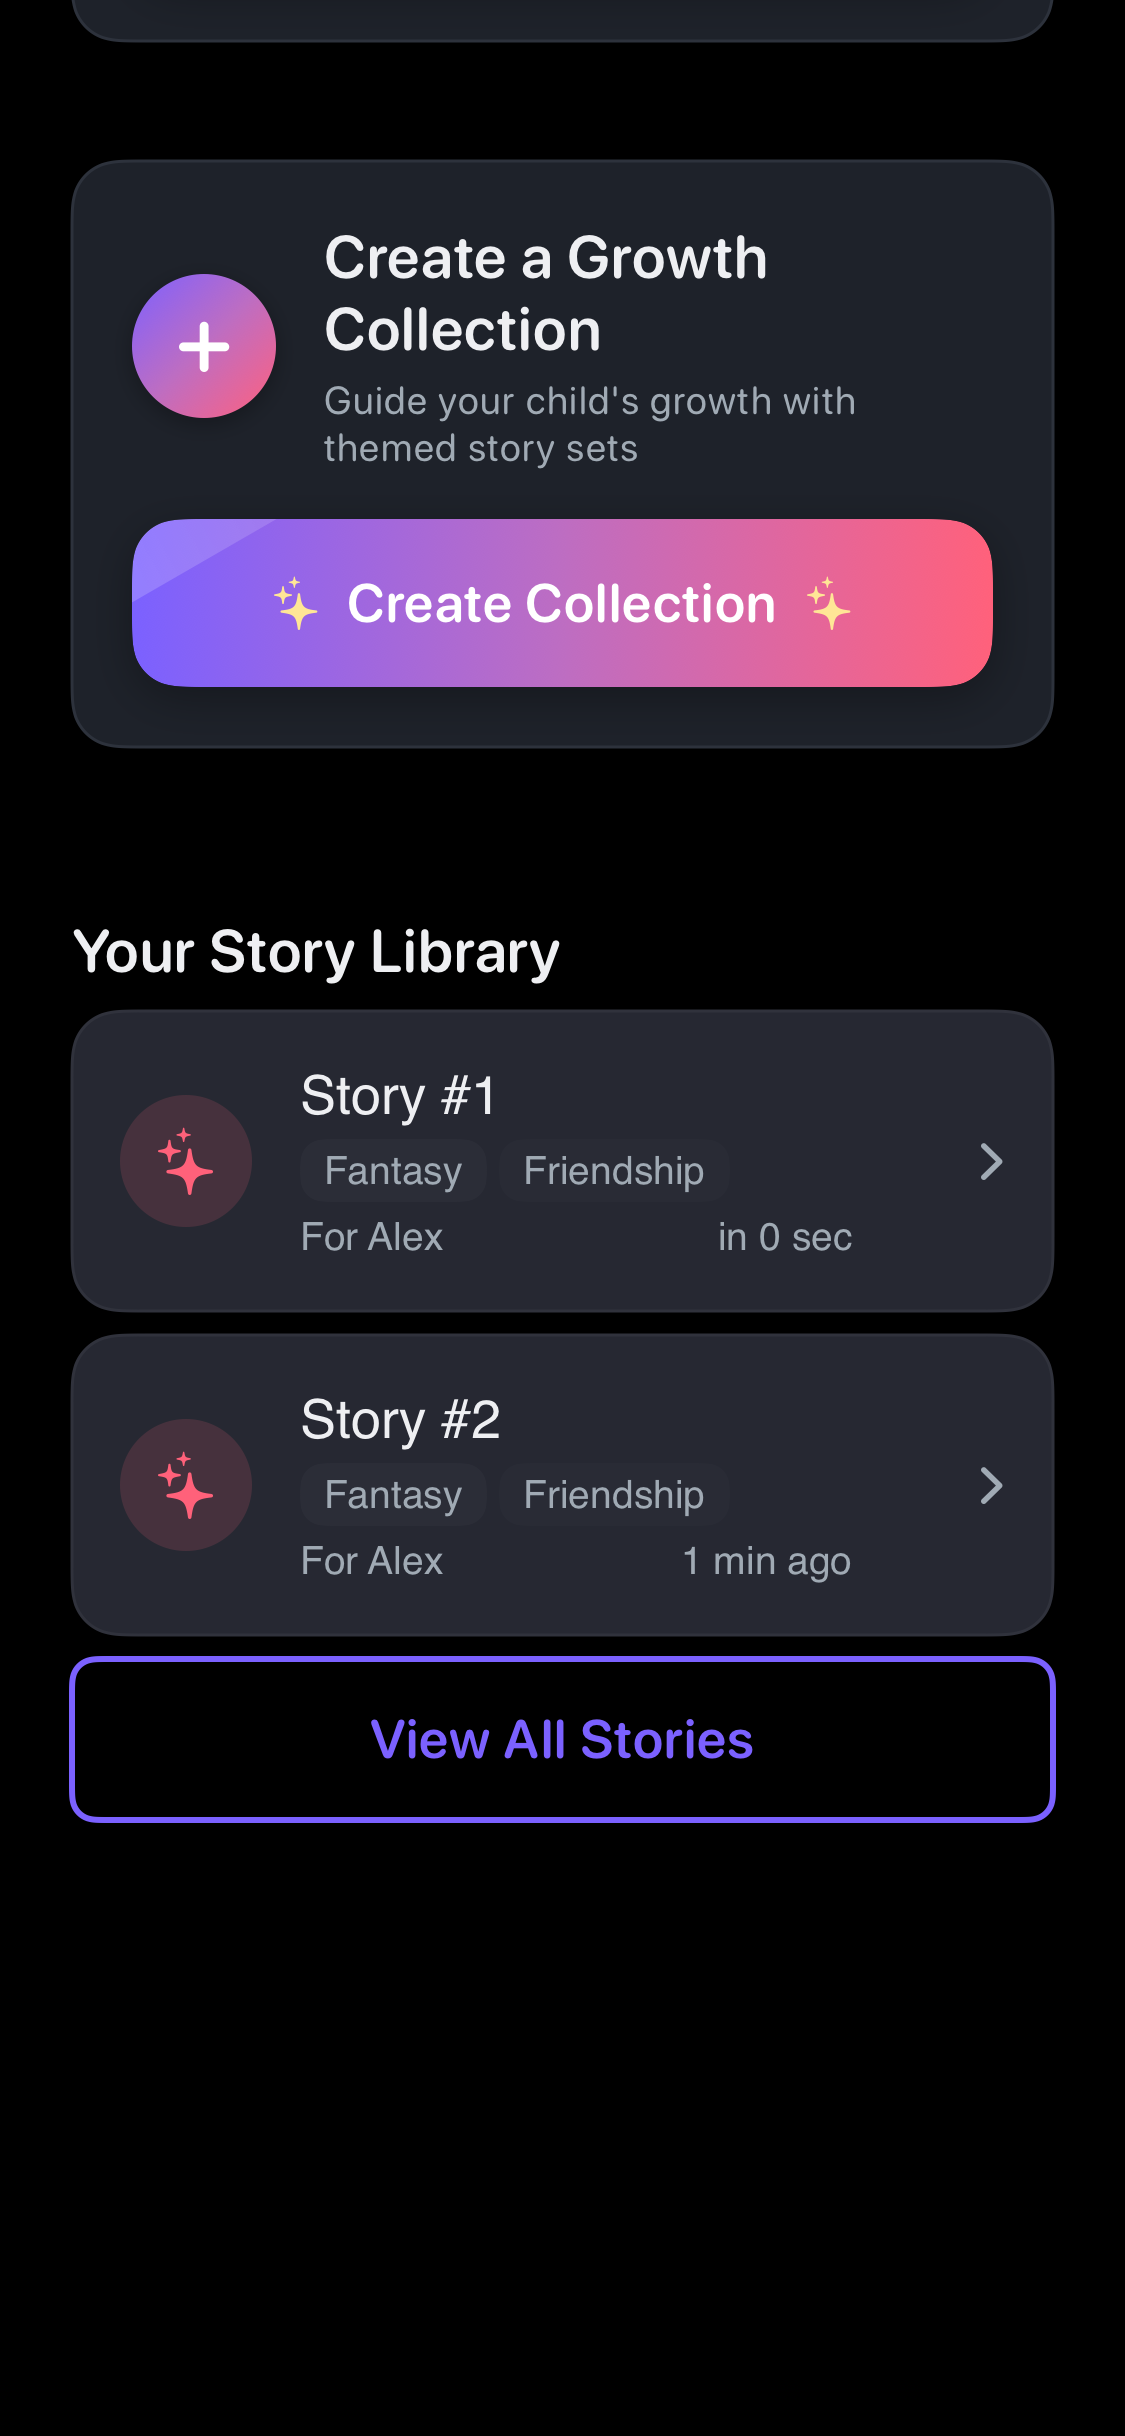 Create a Growth
Collection
Guide your child's growth with
themed story sets
Create Collection
Your Story Library
Story #1
Fantasy Friendship
For Alex in 0 sec
Story #2
Fantasy Friendship
For Alex 1 min ago
View All Stories